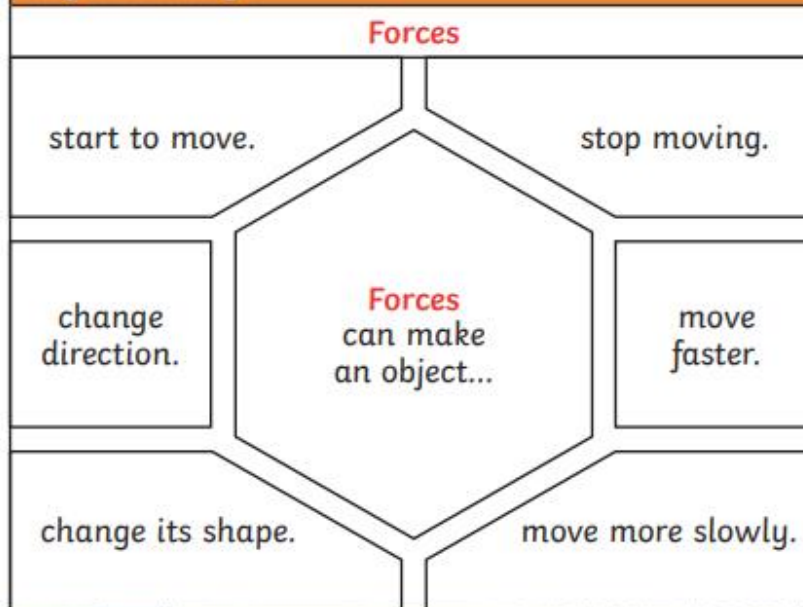 Forces
start to move.
stop moving.
change
direction.
Forces
can make
an object...
move
faster.
change its shape.
move more slowly.